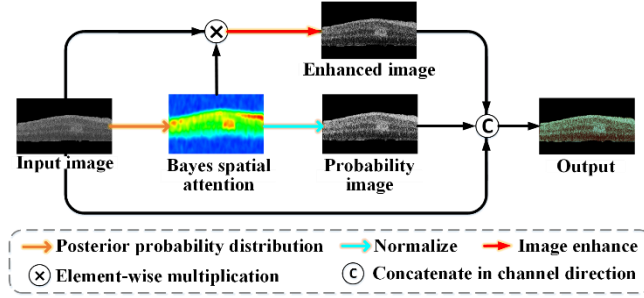 Enhanced image
Input image
Bayes spatial
attention
Probability
image
C
Output
Posterior probability distribution
Normalize
Image enhance
Element-wise multiplication
C Concatenate in channel direction